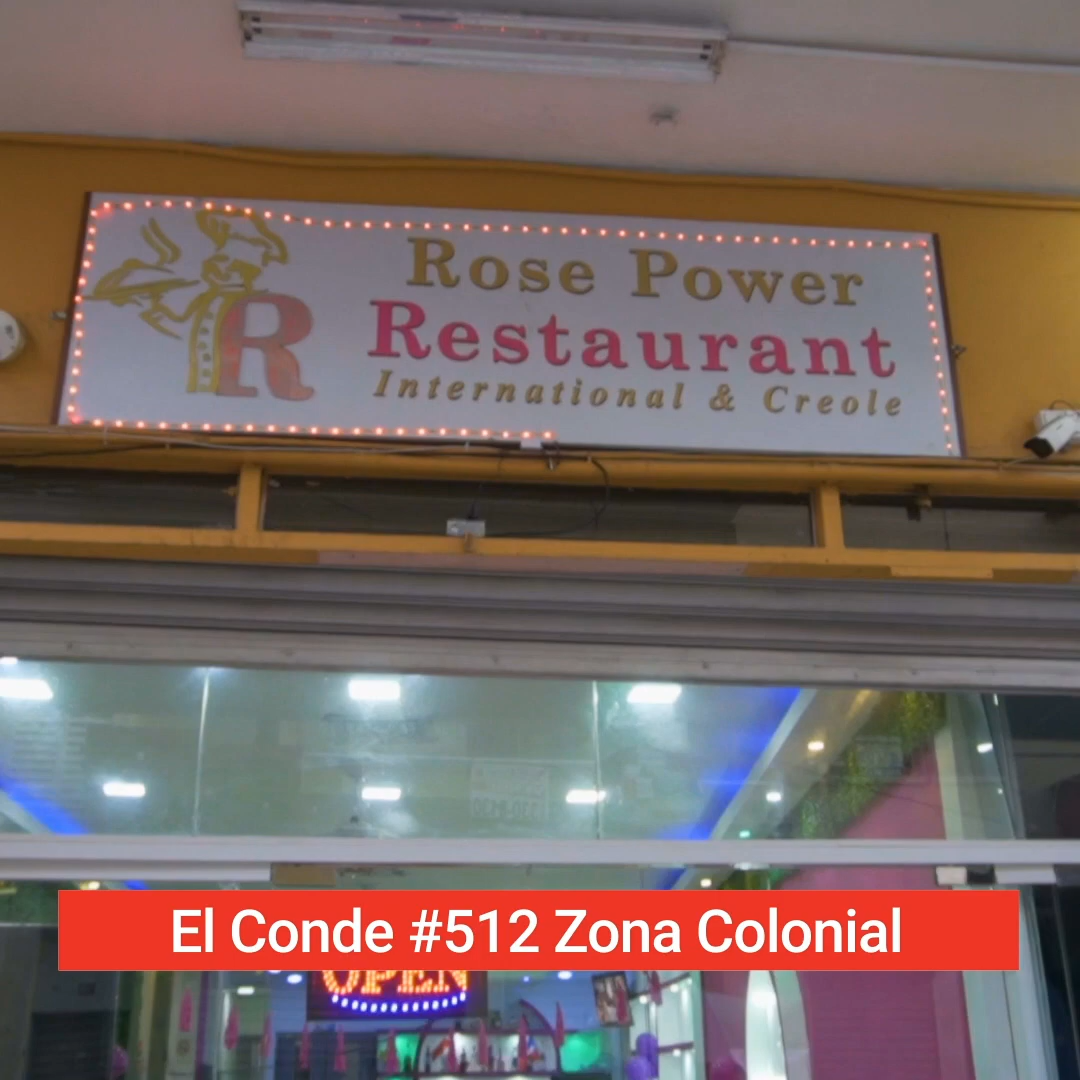 R
Rose Power
Restaurant
International & Creole
El Conde #512 Zona Colonial
OPEN